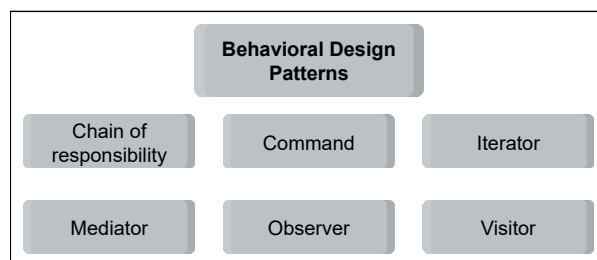 Behavioral Design
Patterns
Chain of
responsibility
Command
Iterator
Mediator
Observer
Visitor